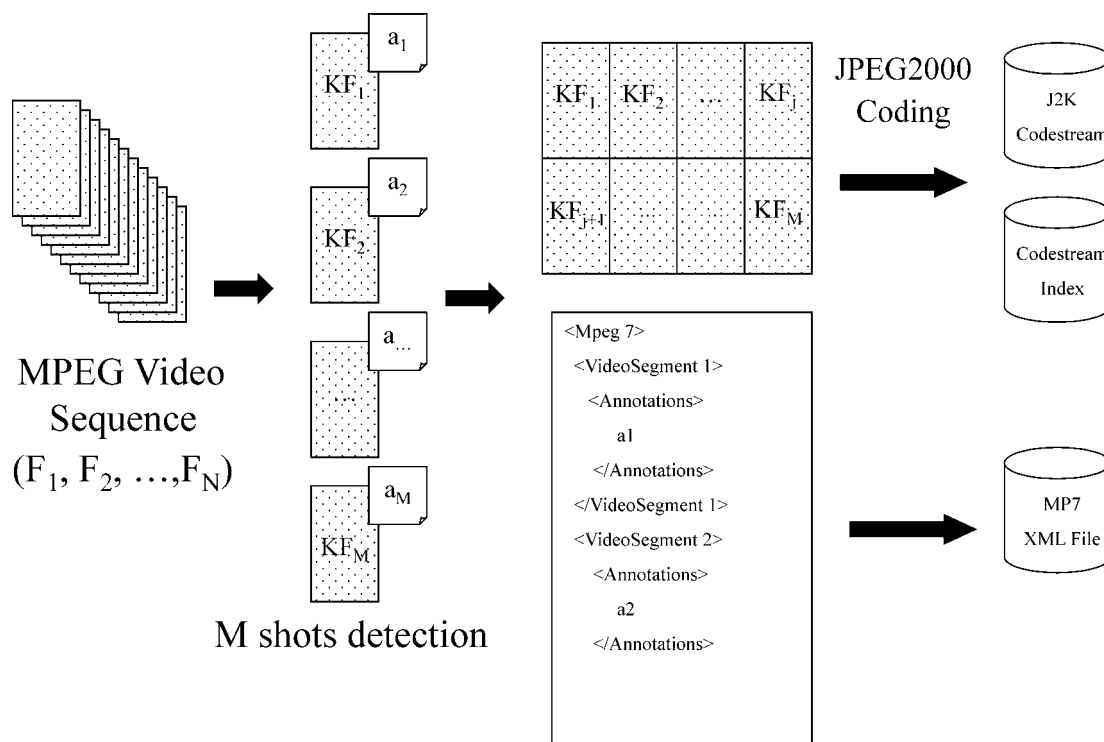 MPEG Video
Sequence
(F1, F2, …,FN)
a1
KF1
a2
KF2
a…
…
aM
KFM
M shots detection
KF1 KF2 … KFj
KFj+1 … … KFM
JPEG2000
Coding
J2K
Codestream
Codestream
Index
<Mpeg 7>
<VideoSegment 1>
<Annotations>
a1
</Annotations>
</VideoSegment 1>
<VideoSegment 2>
<Annotations>
a2
</Annotations>
MP7
XML File